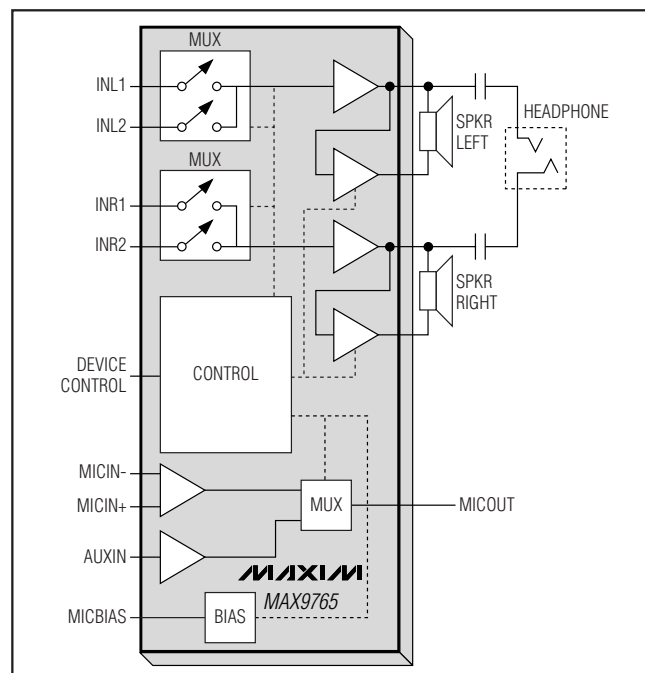 MUX
INL1
INL2
SPKR
LEFT
HEADPHONE
MUX
INR1
INR2
SPKR
RIGHT
DEVICE
CONTROL
CONTROL
MICIN-
MICIN+
MUX
MICOUT
AUXIN
MAXIM
MAX9765
MICBIAS
BIAS